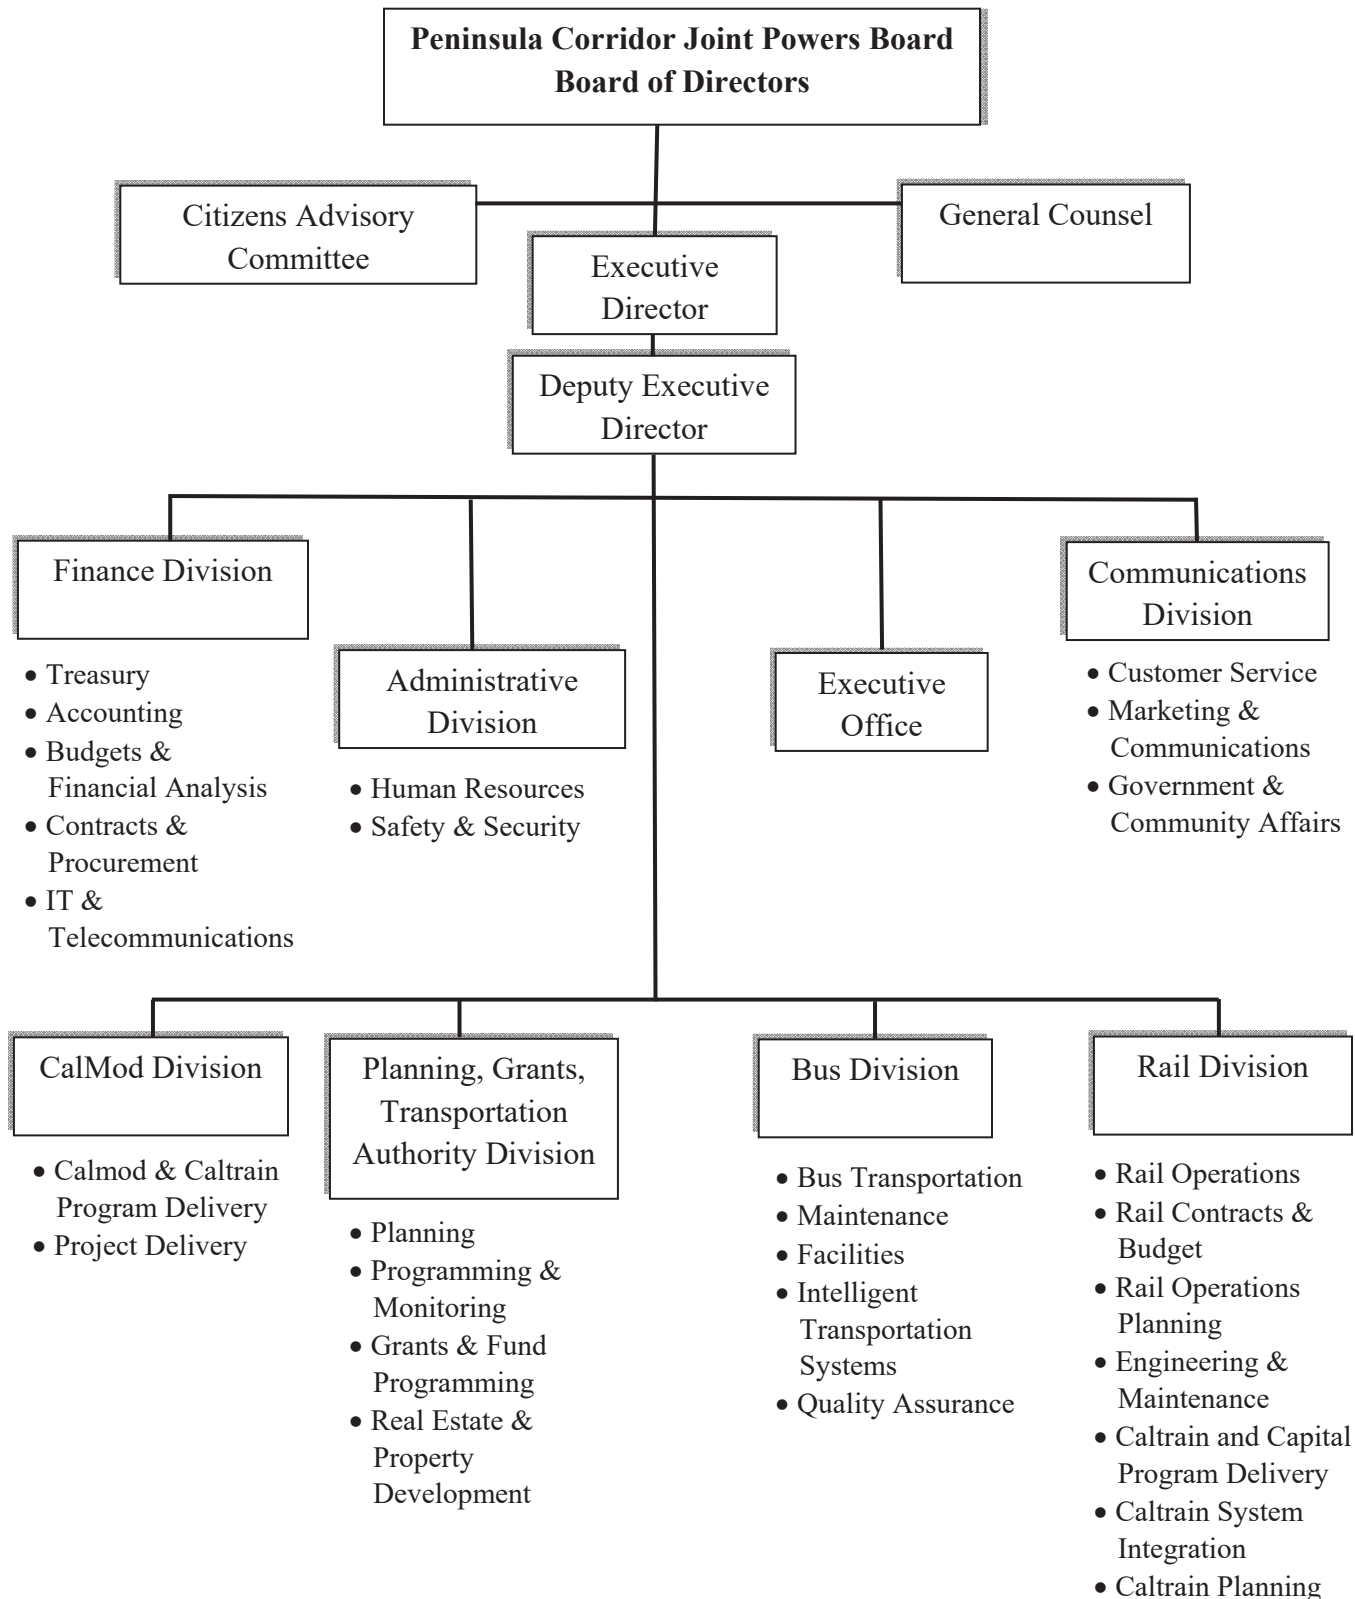 Peninsula Corridor Joint Powers Board
Board of Directors
Citizens Advisory
Committee
General Counsel
Executive
Director
Deputy Executive
Director
Finance Division
• Treasury
• Accounting
• Budgets &
Financial Analysis
• Contracts &
Procurement
• IT &
Telecommunications
Administrative
Division
• Human Resources
• Safety & Security
Executive
Office
Communications
Division
• Customer Service
• Marketing &
Communications
• Government &
Community Affairs
CalMod Division
• Calmod & Caltrain
Program Delivery
• Project Delivery
Planning, Grants,
Transportation
Authority Division
• Planning
• Programming &
Monitoring
• Grants & Fund
Programming
• Real Estate &
Property
Development
Bus Division
• Bus Transportation
• Maintenance
• Facilities
• Intelligent
Transportation
Systems
• Quality Assurance
Rail Division
• Rail Operations
• Rail Contracts &
Budget
• Rail Operations
Planning
• Engineering &
Maintenance
• Caltrain and Capital
Program Delivery
• Caltrain System
Integration
• Caltrain Planning